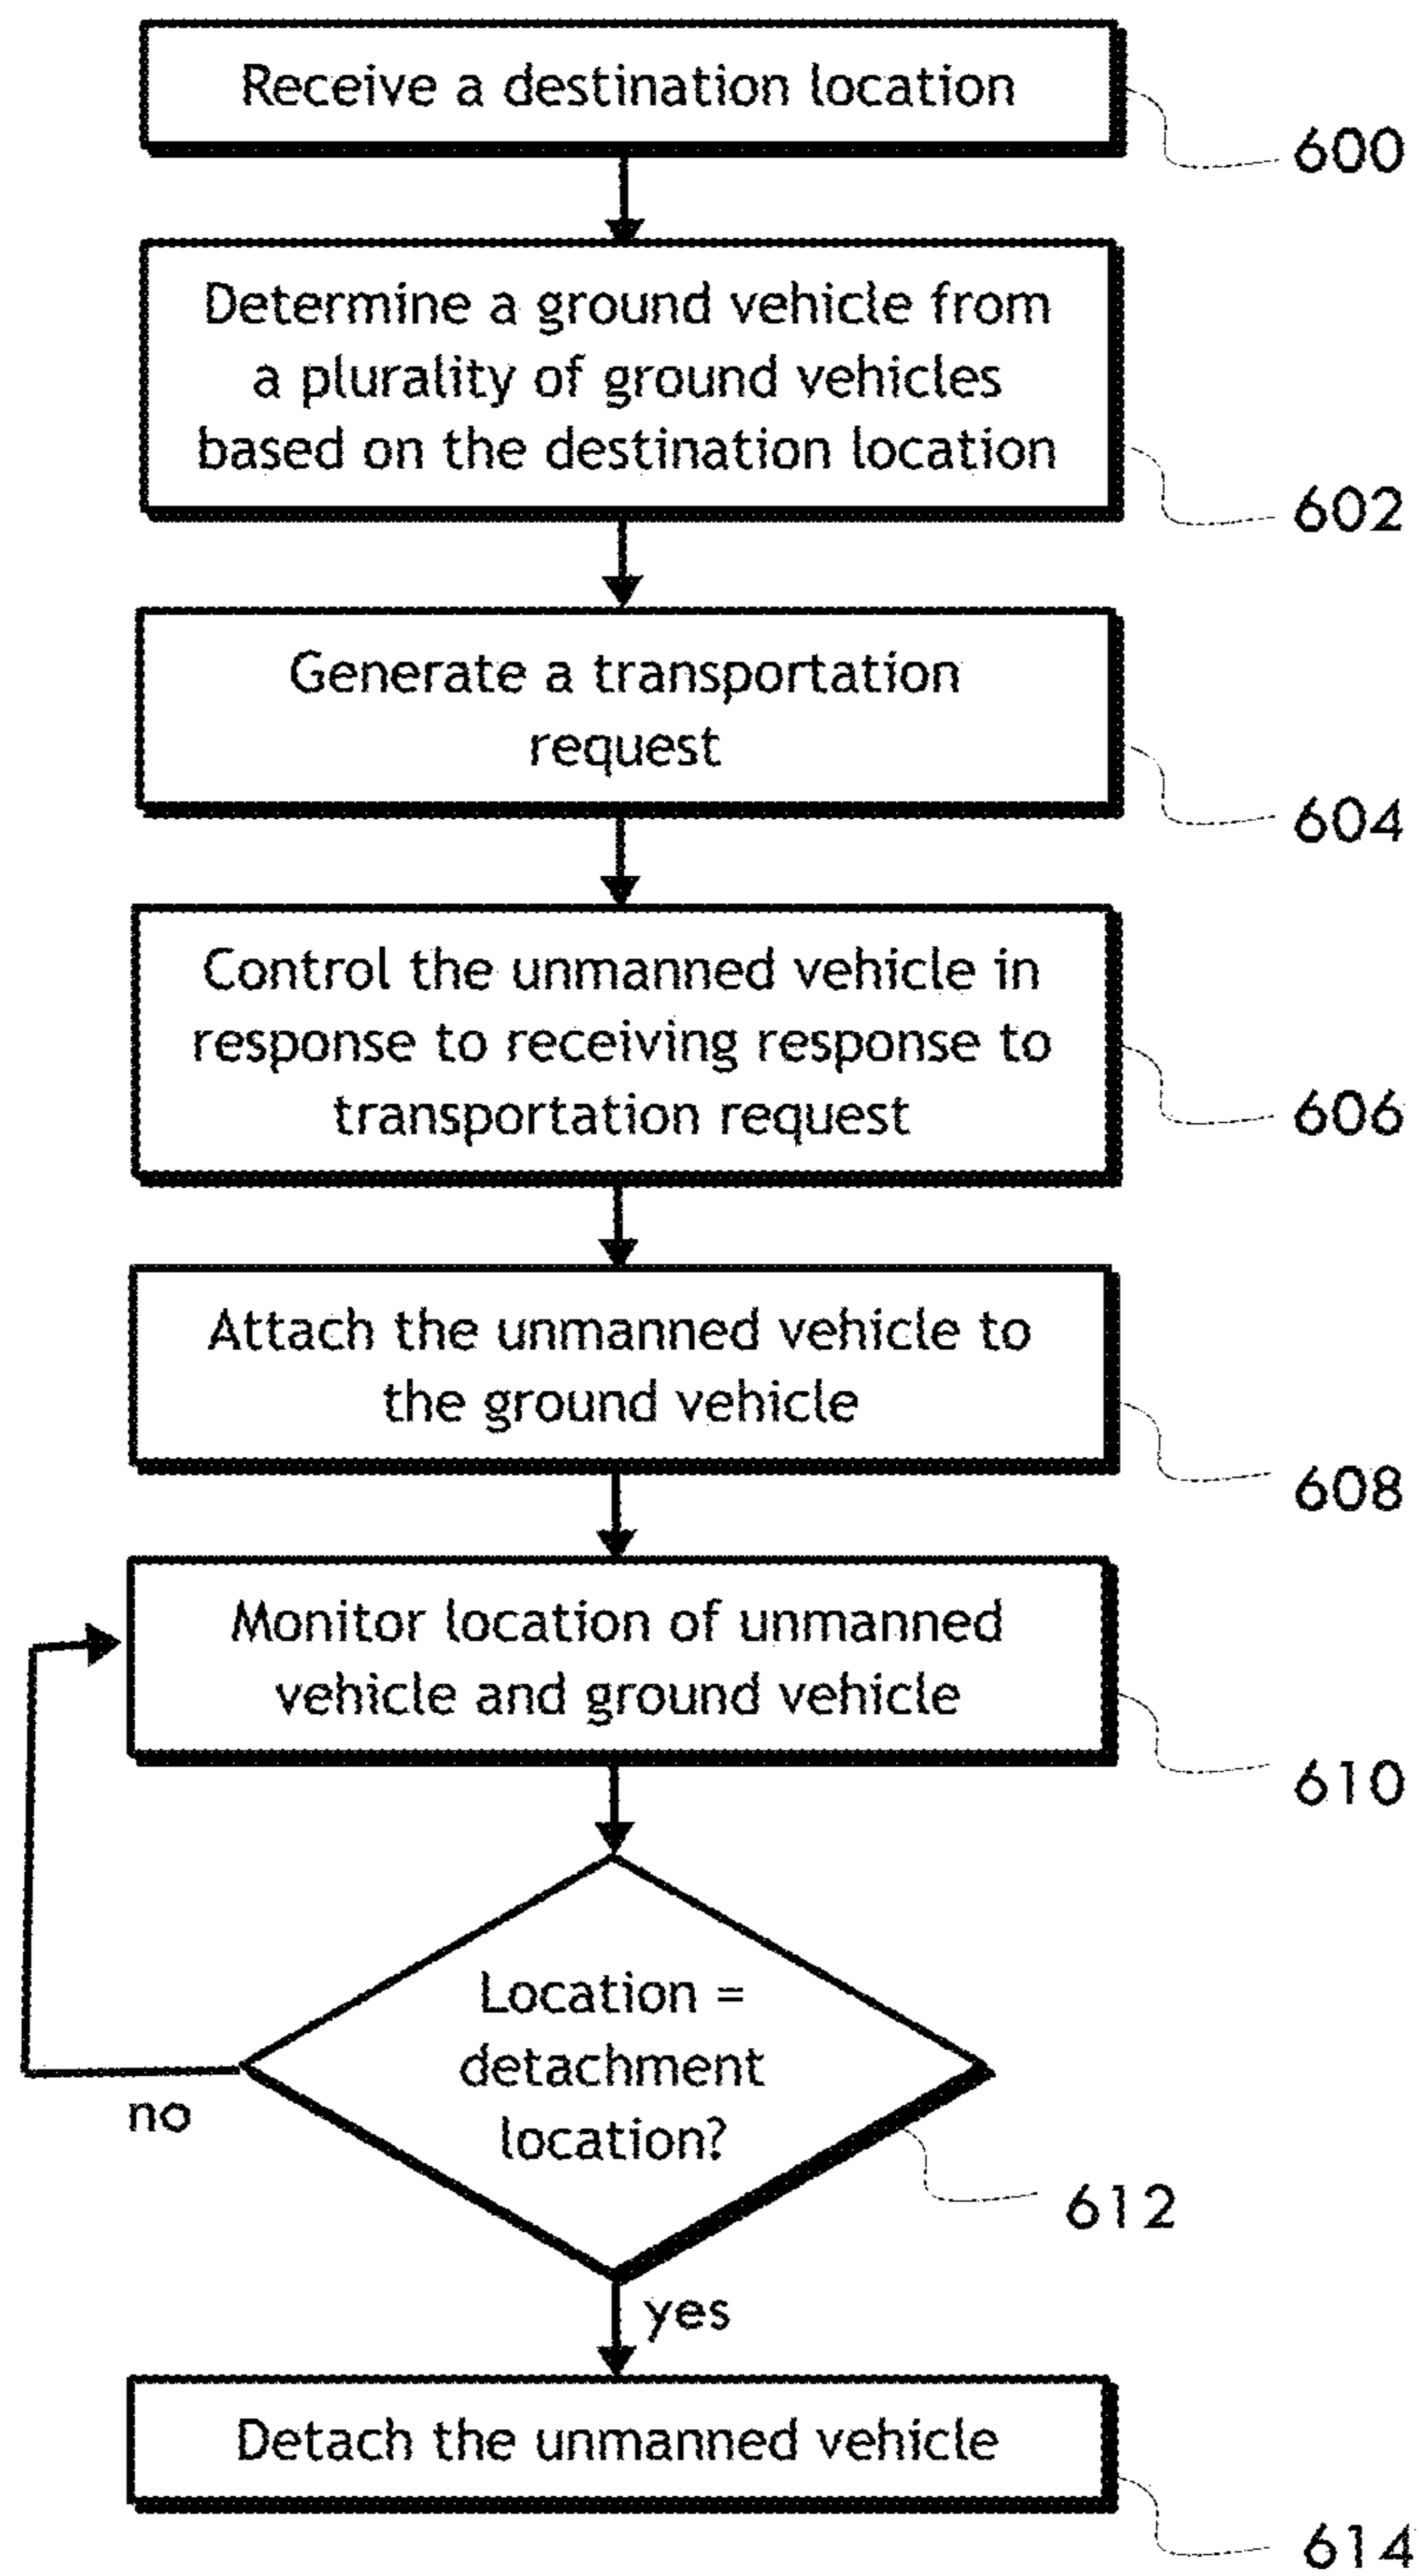 Receive a destination location
600
Determine a ground vehicle from
a plurality of ground vehicles
based on the destination location
602
Generate a transportation
request
604
Control the unmanned vehicle in
response to receiving response to
transportation request
606
Attach the unmanned vehicle to
the ground vehicle
608
Monitor location of unmanned
vehicle and ground vehicle
610
Location =
detachment
location?
no
612
yes
Detach the unmanned vehicle
614